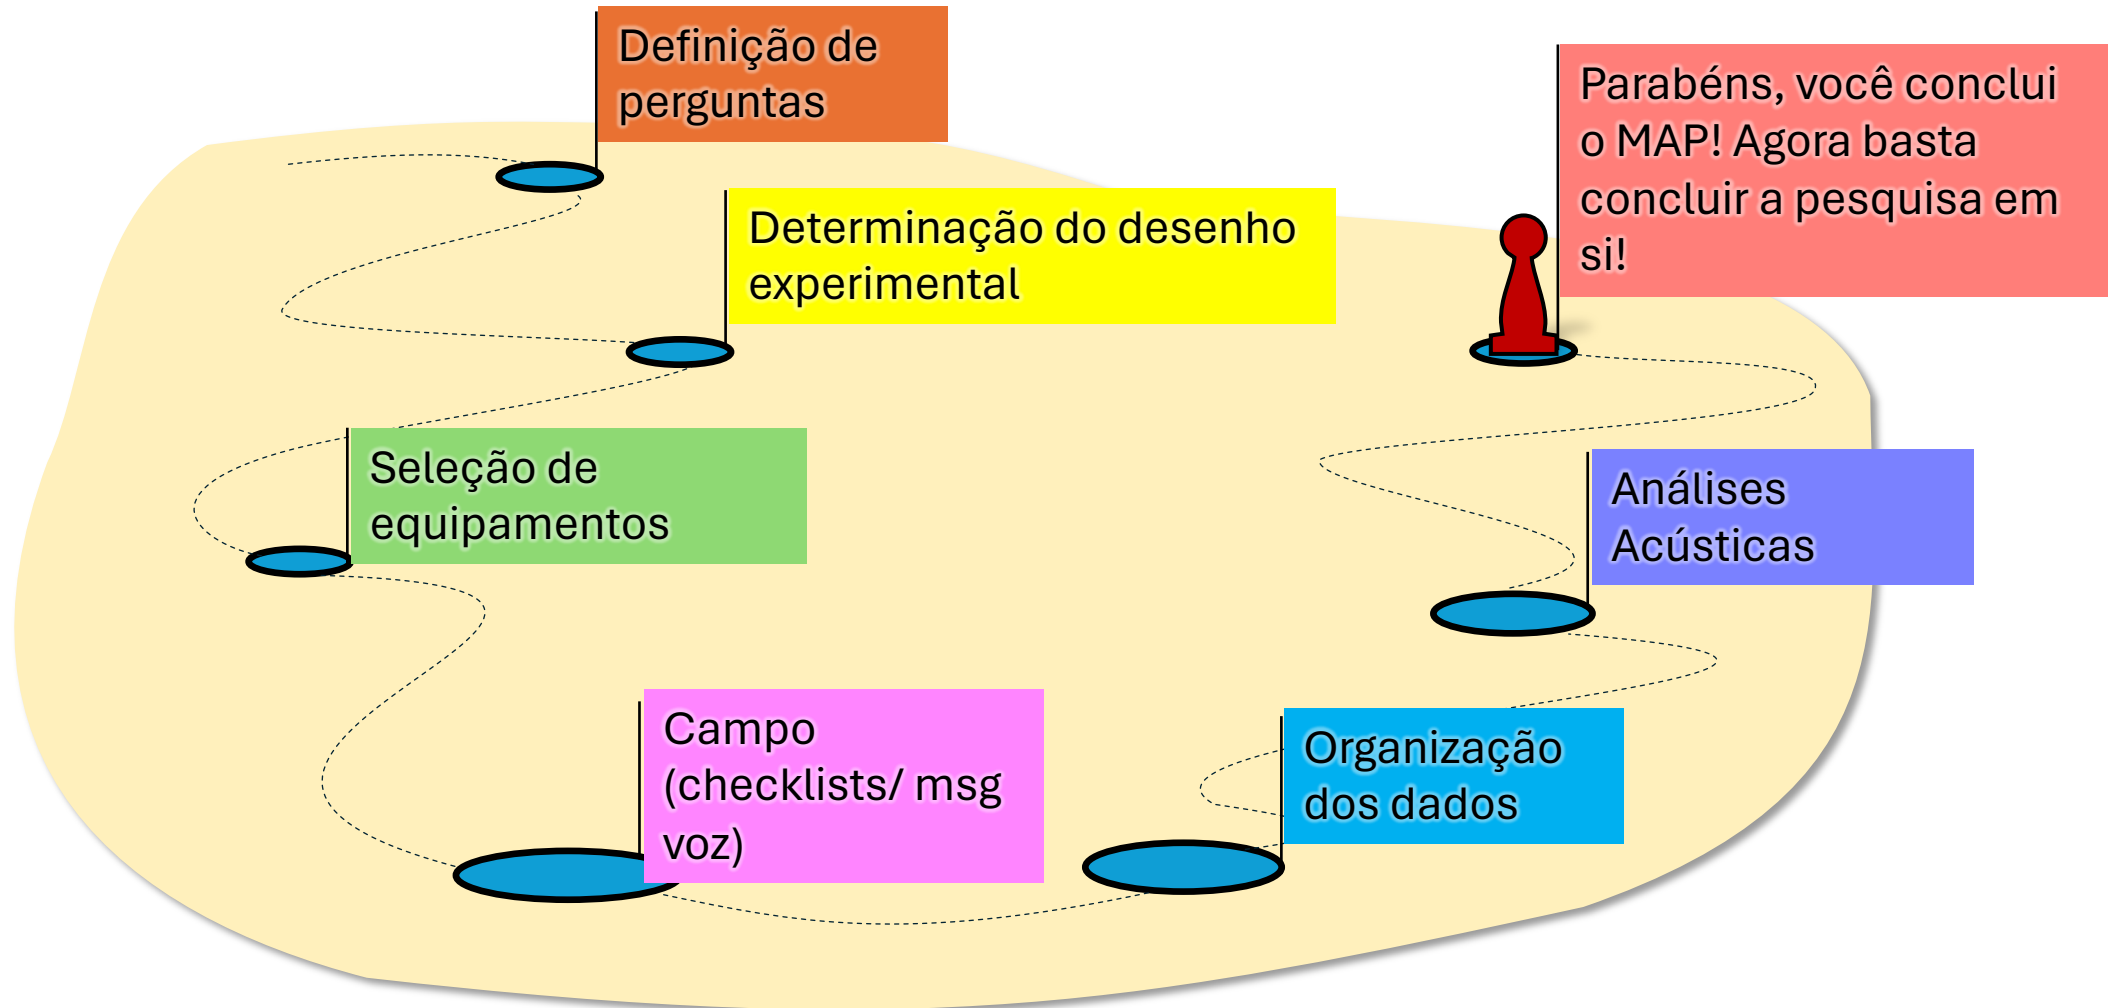 Definição de
perguntas
Determinação do desenho
experimental
Seleção de
equipamentos
Campo
(checklists/ msg
voz)
Organização
dos dados
Análises
Acústicas
Parabéns, você conclui
o MAP! Agora basta
concluir a pesquisa em
si!